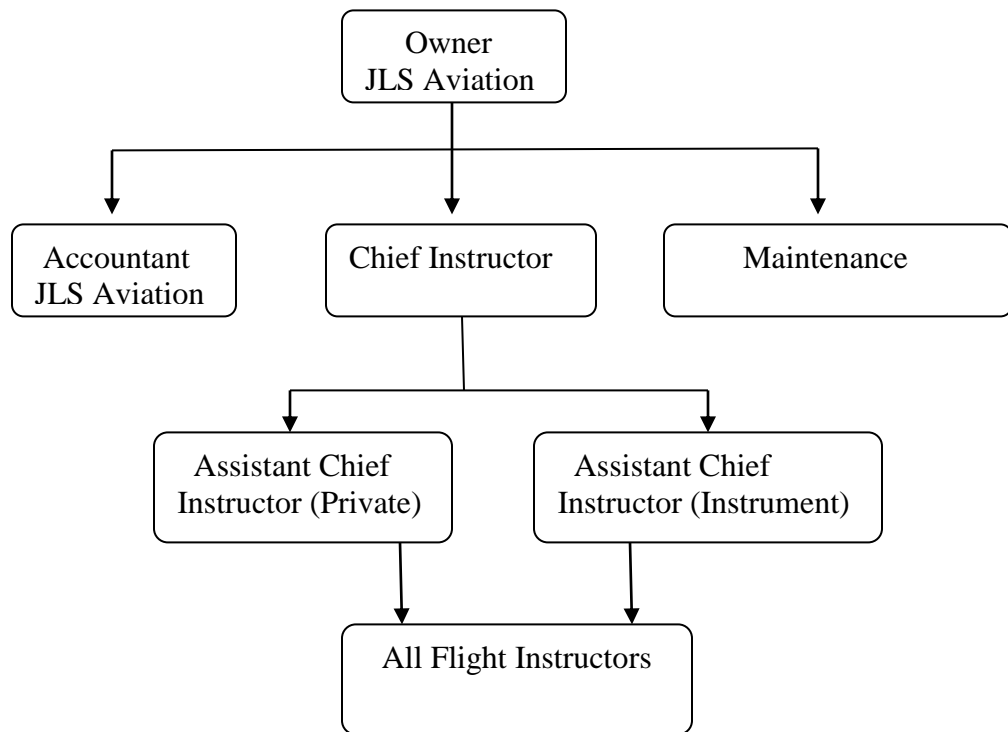 Owner
JLS Aviation
Accountant
JLS Aviation
Chief Instructor
Maintenance
Assistant Chief
Instructor (Private)
Assistant Chief
Instructor (Instrument)
All Flight Instructors